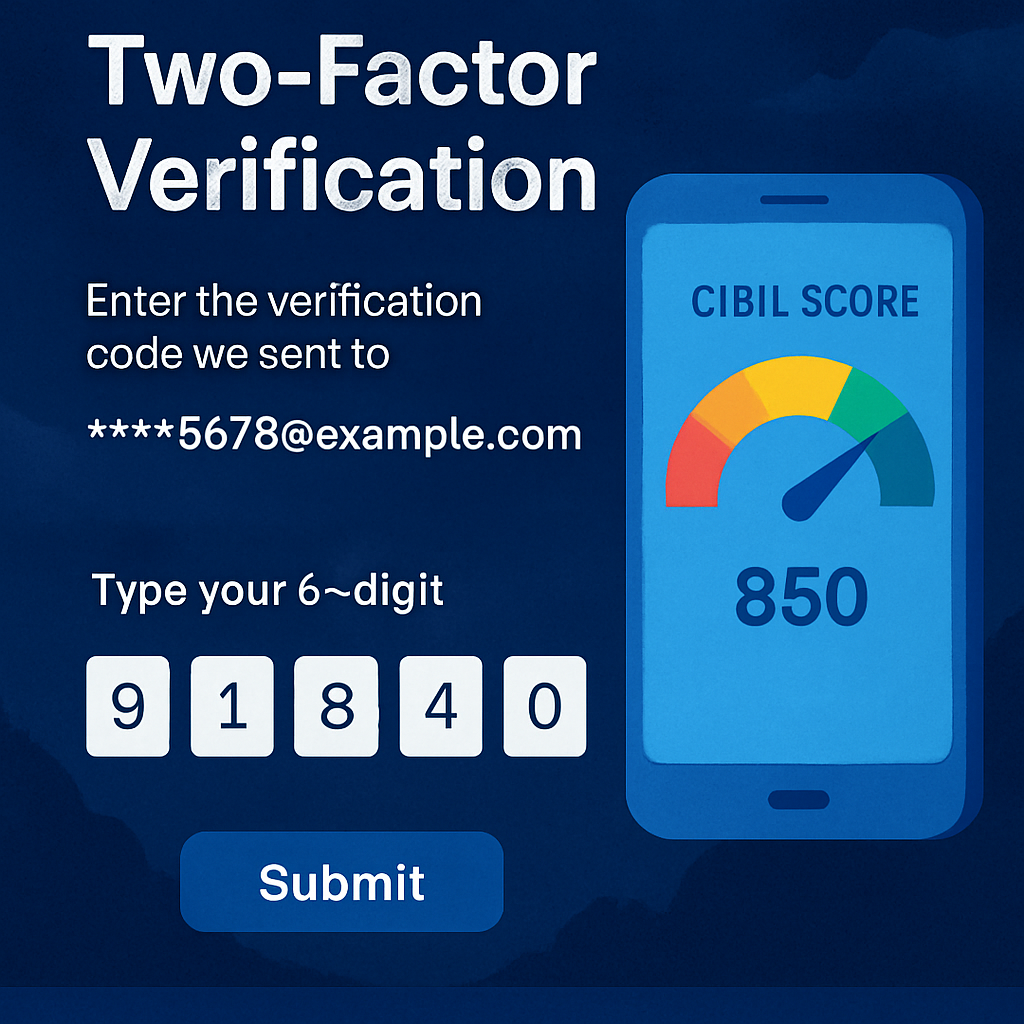 Two-Factor
Verification
Enter the verification
code we sent to
****5678@example.com
Type your 6~digit
9 1 8 4 0
Submit
CIBIL SCORE
850